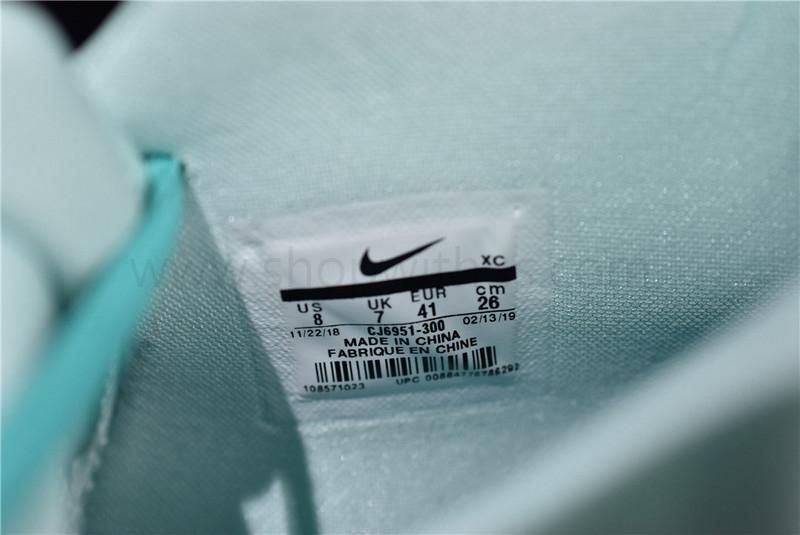 XC
US UK EUR cm
8 7 41 26
11/22/18 CJ6951-300 02/13/19
MADE IN CHINA
FABRIQUE EN CHINE
108571023 UPC